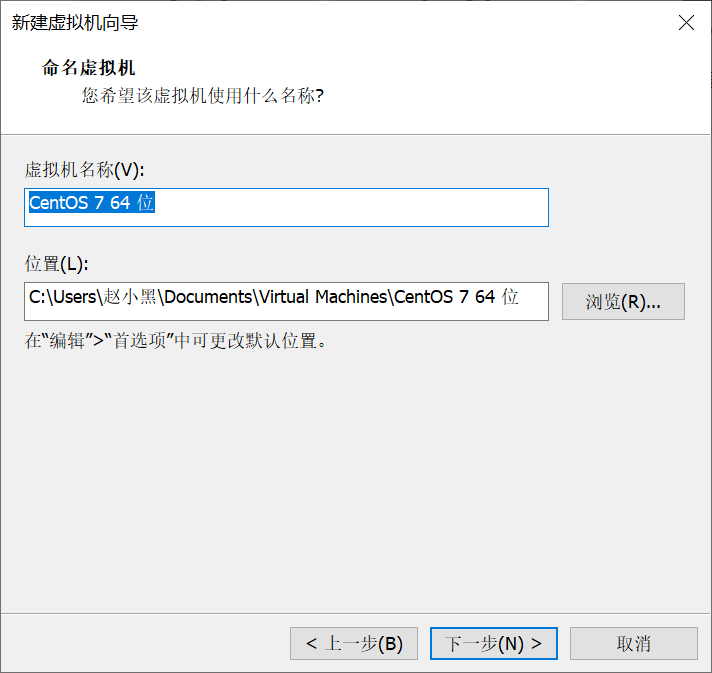 新建虚拟机向导
命名虚拟机
您希望该虚拟机使用什么名称?
虚拟机名称(V):
CentOS 7 64 位
位置(L):
C:\Users\赵小黑\Documents\Virtual Machines\CentOS 7 64 位
浏览(R)...
在“编辑”>“首选项”中可更改默认位置。
< 上一步(B)
下一步(N) >
取消